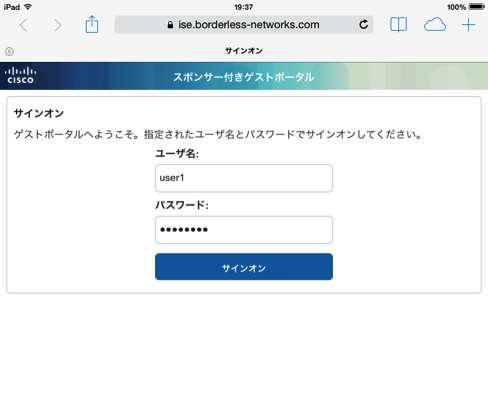 iPad
19:37
100%
ise.borderless-networks.com
サインオン
CISCO
スポンサー付きゲストポータル
サインオン
ゲストポータルへようこそ。指定されたユーザ名とパスワードでサインオンしてください。
ユーザ名:
user1
パスワード:
••••••••
サインオン